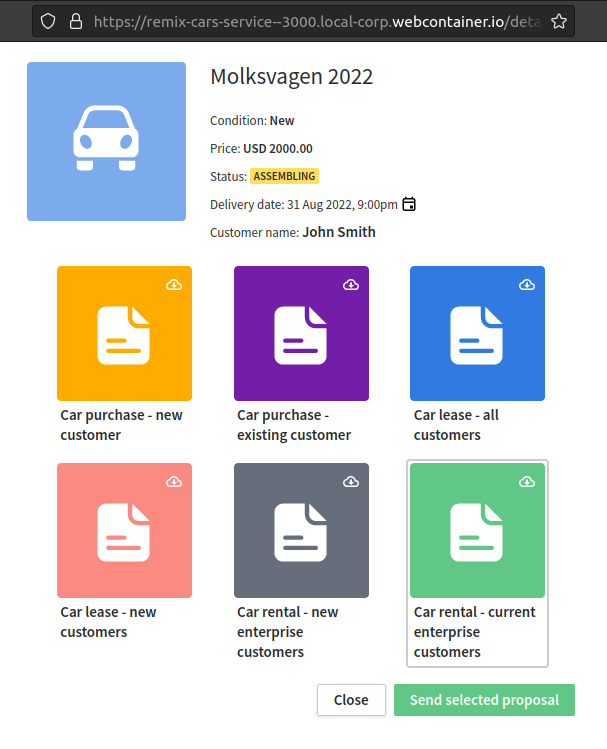 https://remix-cars-service--3000.local-corp.webcontainer.io/deta
Molksvagen 2022
Condition: New
Price: USD 2000.00
Status: ASSEMBLING
Delivery date: 31 Aug 2022, 9:00pm
Customer name: John Smith
Car purchase - new
customer
Car purchase -
existing customer
Car lease - all
customers
Car lease - new
customers
Car rental - new
enterprise
customers
Car rental - current
enterprise
customers
Close
Send selected proposal